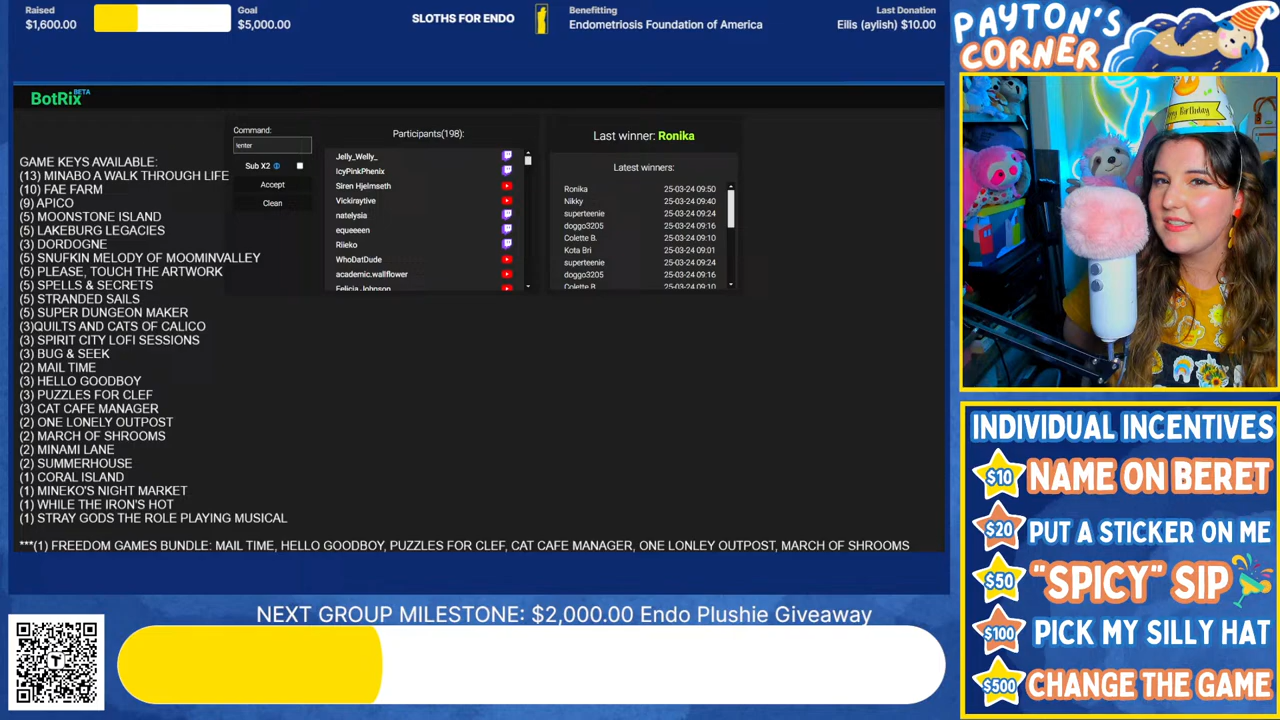 Raised
$1,600.00
Goal
$5,000.00
SLOTHS FOR ENDO
Benefitting
Endometriosis Foundation of America
Last Donation
Eilis (aylish) $10.00
PAYTON'S
CORNER
Happy Birthday
BotRix BETA
Command:
!enter
Sub X2
Accept
Clean
Participants(198):
Jelly_Welly_
IcyPinkPhenix
Siren Hjelmseth
Vickiraytive
natelysia
equeeeen
Riieko
WhoDatDude
academic.wallflower
Felicia Johnson
Last winner: Ronika
Latest winners:
Ronika 25-03-24 09:50
Nikky 25-03-24 09:40
superteenie 25-03-24 09:24
doggo3205 25-03-24 09:16
Colette B. 25-03-24 09:10
Kota Bri 25-03-24 09:01
superteenie 25-03-24 09:24
doggo3205 25-03-24 09:16
Colette B. 25-03-24 09:10
GAME KEYS AVAILABLE:
(13) MINABO A WALK THROUGH LIFE
(10) FAE FARM
(9) APICO
(5) MOONSTONE ISLAND
(5) LAKEBURG LEGACIES
(3) DORDOGNE
(5) SNUFKIN MELODY OF MOOMINVALLEY
(5) PLEASE, TOUCH THE ARTWORK
(5) SPELLS & SECRETS
(5) STRANDED SAILS
(5) SUPER DUNGEON MAKER
(3)QUILTS AND CATS OF CALICO
(3) SPIRIT CITY LOFI SESSIONS
(3) BUG & SEEK
(2) MAIL TIME
(3) HELLO GOODBOY
(3) PUZZLES FOR CLEF
(3) CAT CAFE MANAGER
(2) ONE LONELY OUTPOST
(2) MARCH OF SHROOMS
(2) MINAMI LANE
(2) SUMMERHOUSE
(1) CORAL ISLAND
(1) MINEKO'S NIGHT MARKET
(1) WHILE THE IRON'S HOT
(1) STRAY GODS THE ROLE PLAYING MUSICAL
***(1) FREEDOM GAMES BUNDLE: MAIL TIME, HELLO GOODBOY, PUZZLES FOR CLEF, CAT CAFE MANAGER, ONE LONLEY OUTPOST, MARCH OF SHROOMS
INDIVIDUAL INCENTIVES
$10 NAME ON BERET
$20 PUT A STICKER ON ME
$50 "SPICY" SIP
$100 PICK MY SILLY HAT
$500 CHANGE THE GAME
NEXT GROUP MILESTONE: $2,000.00 Endo Plushie Giveaway
T